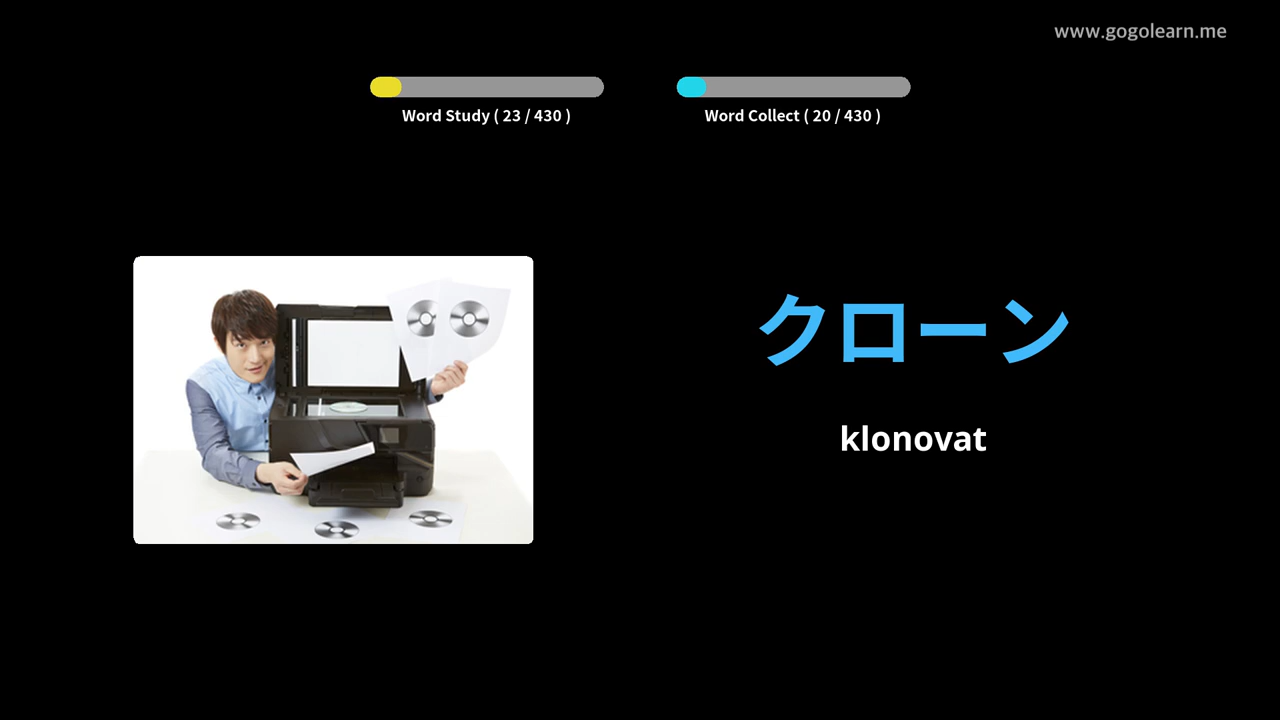 www.gogolearn.me
Word Study ( 23 / 430 )
Word Collect ( 20 / 430 )
クローン
klonovat